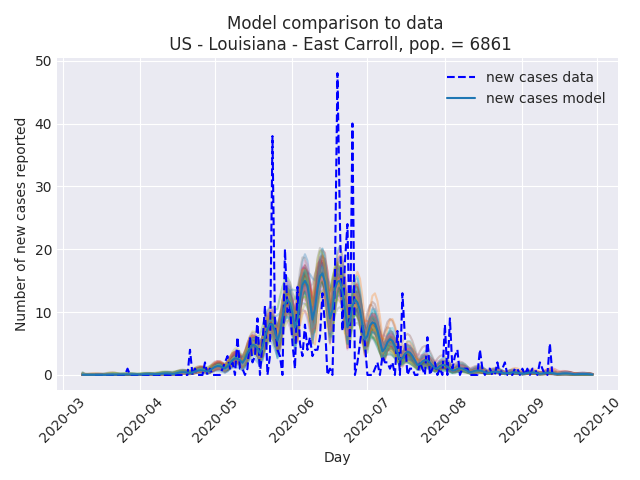 Model comparison to data
US - Louisiana - East Carroll, pop. = 6861
new cases data
new cases model
Number of new cases reported
50
40
30
20
10
0
2020-03
2020-04
2020-05
2020-06
2020-07
2020-08
2020-09
2020-10
Day